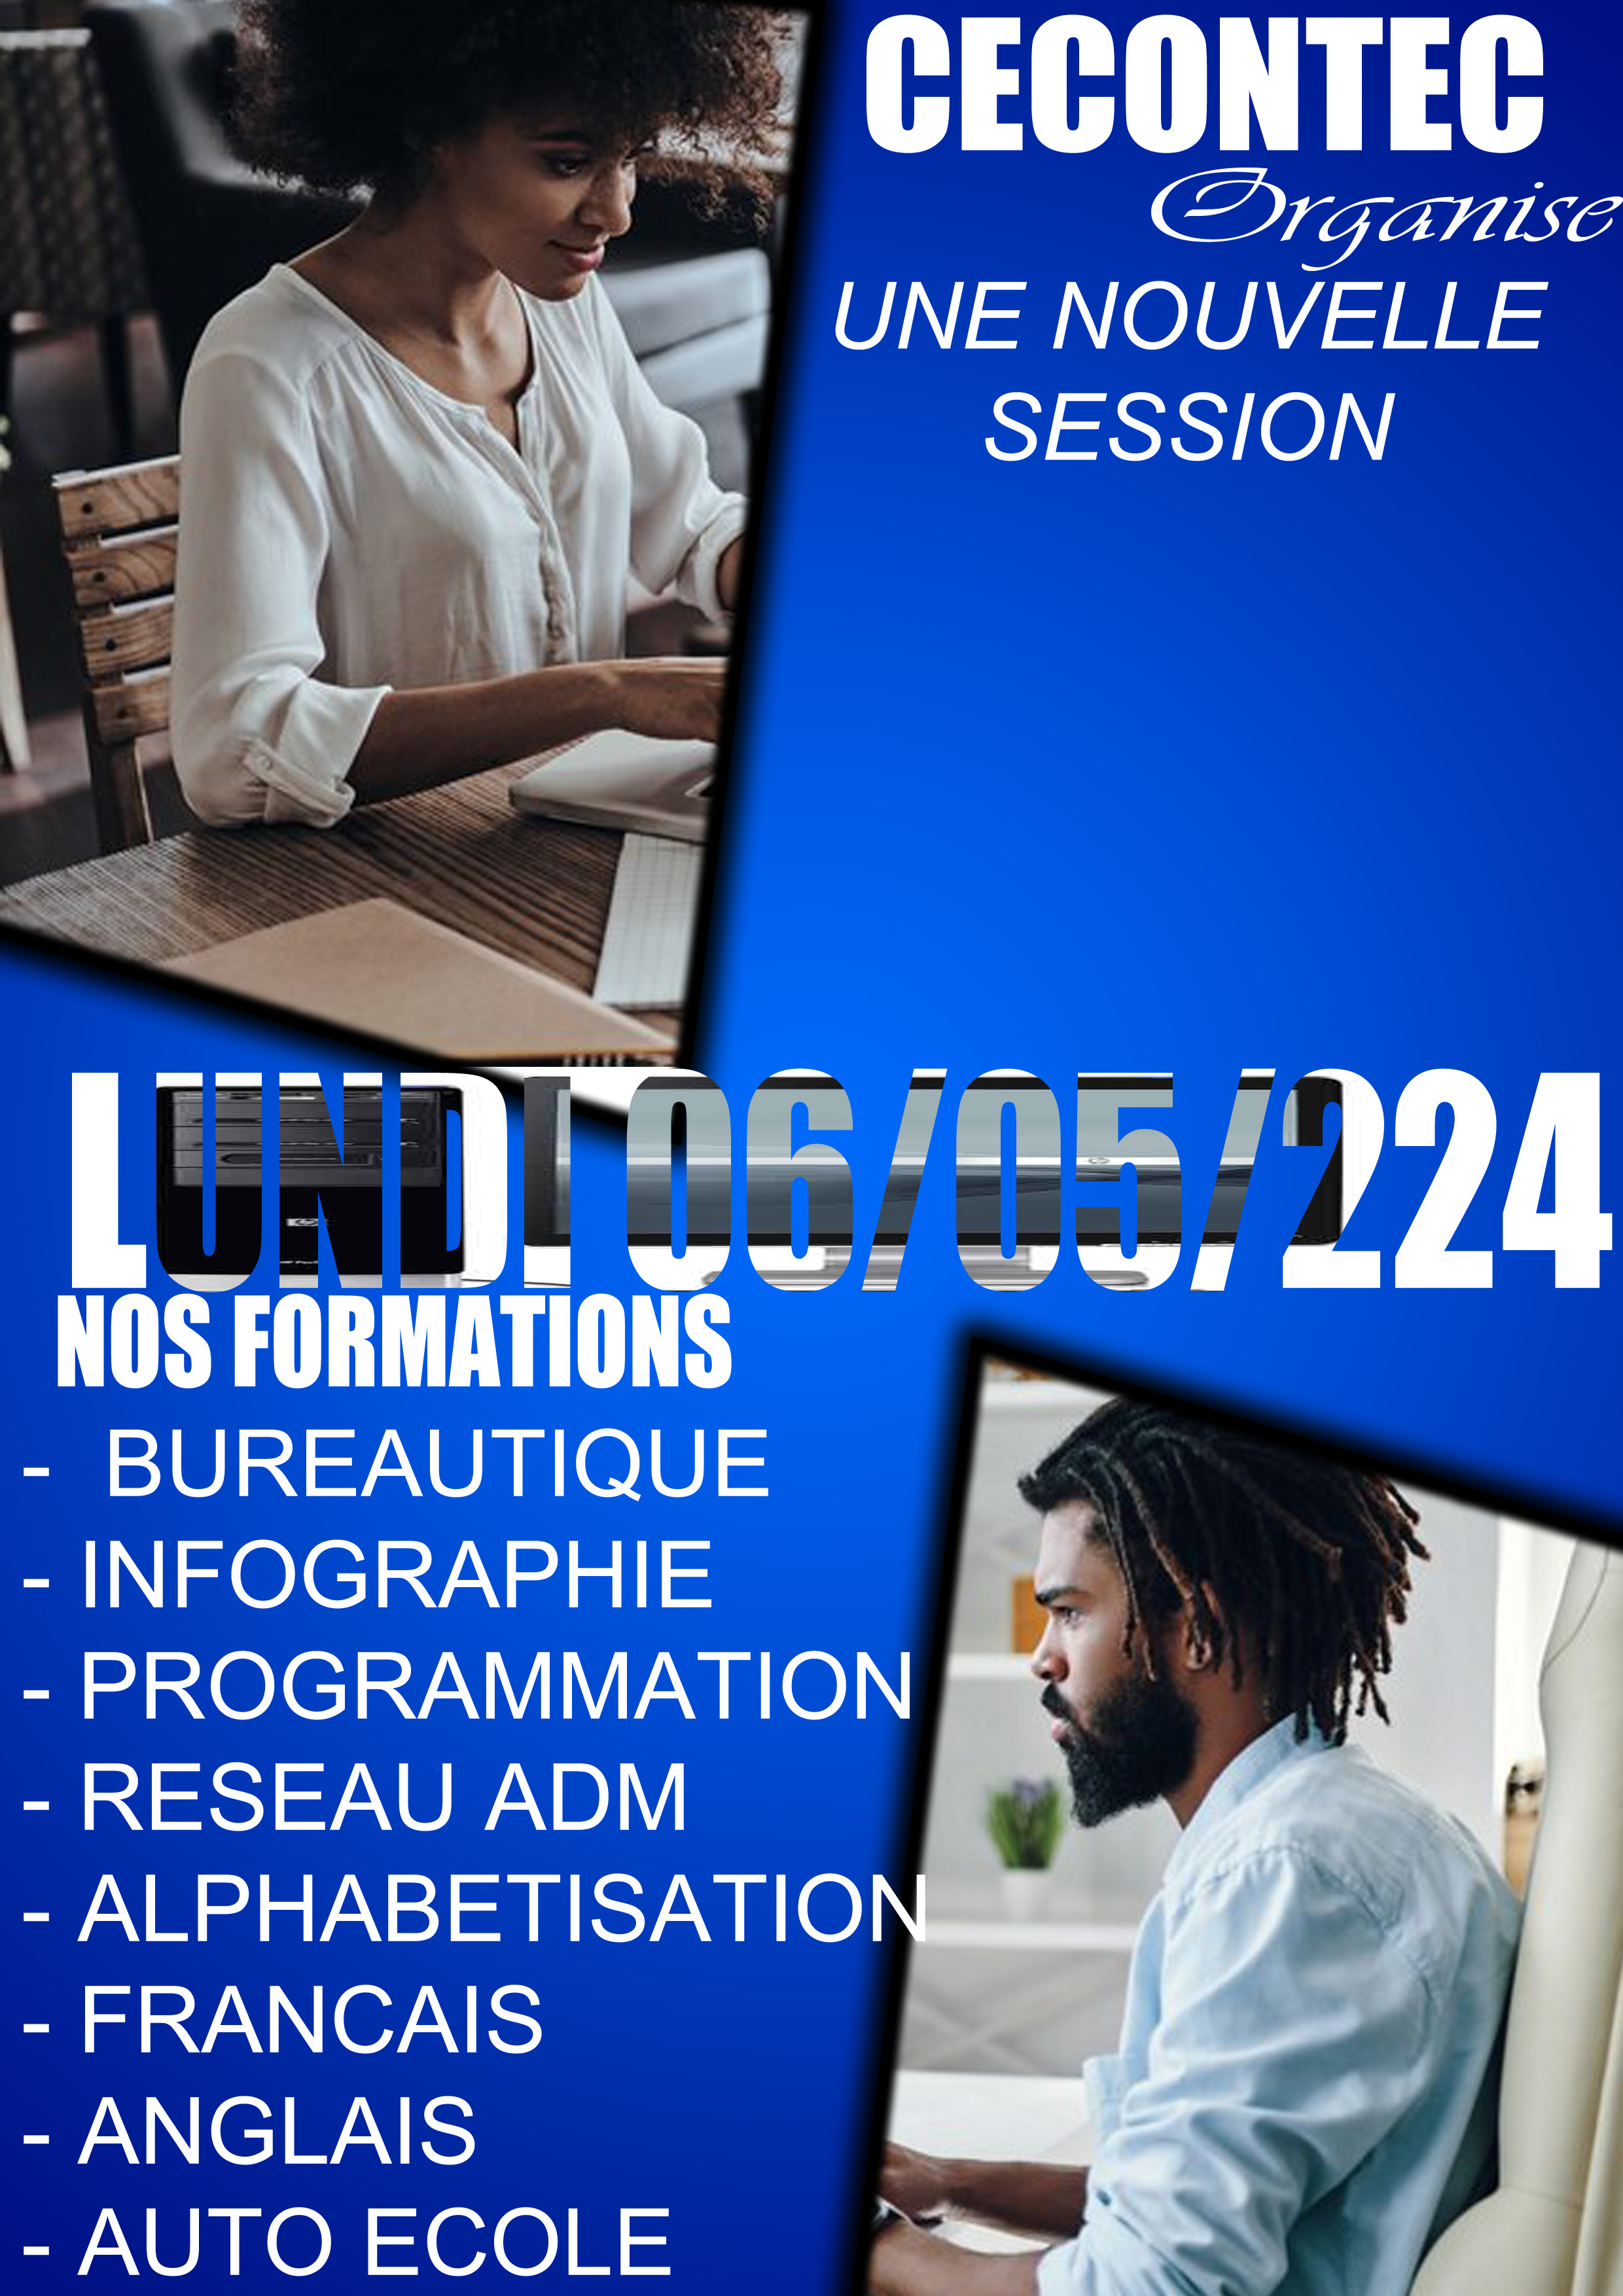 CECONTEC
Organise
UNE NOUVELLE
SESSION
LUNDI 06/05/224
NOS FORMATIONS
- BUREAUTIQUE
- INFOGRAPHIE
- PROGRAMMATION
- RESEAU ADM
- ALPHABETISATION
- FRANCAIS
- ANGLAIS
- AUTO ECOLE